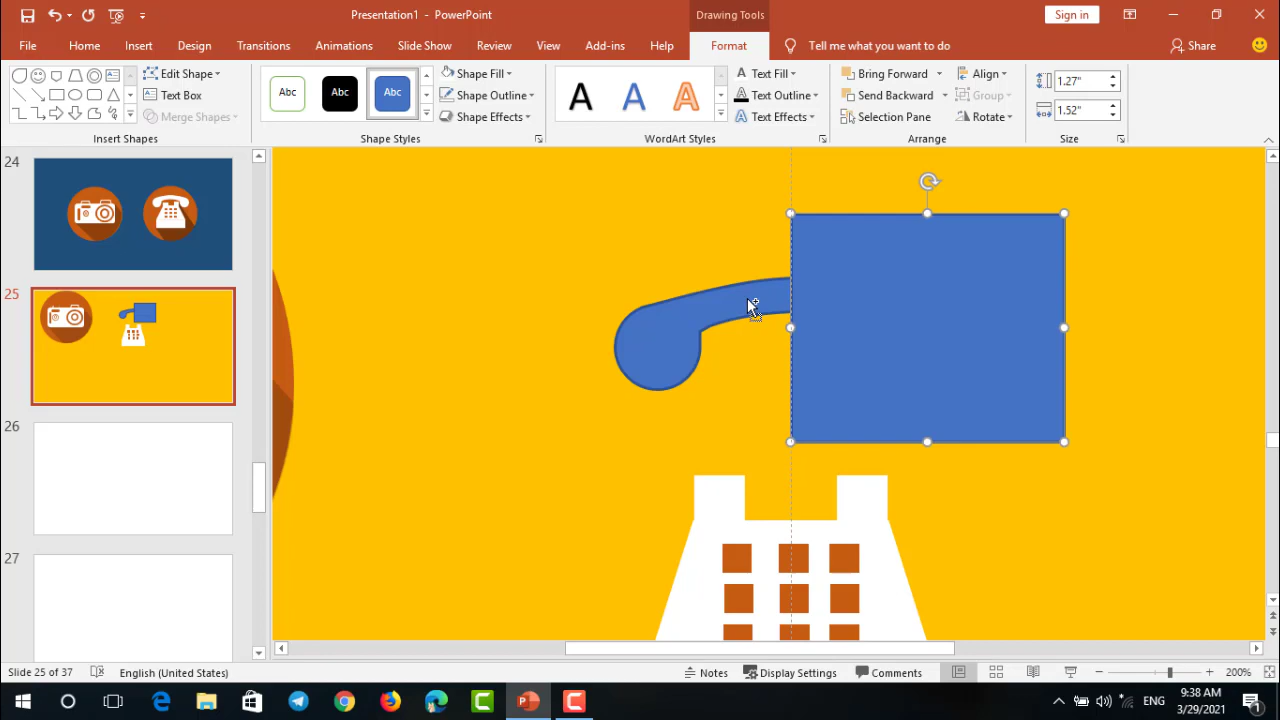 Presentation1 - PowerPoint
Drawing Tools
Sign in
File
Home
Insert
Design
Transitions
Animations
Slide Show
Review
View
Add-ins
Help
Format
Tell me what you want to do
Share
Edit Shape
Text Box
Merge Shapes
Insert Shapes
Abc
Abc
Abc
Shape Fill
Shape Outline
Shape Effects
Shape Styles
A
A
A
Text Fill
Text Outline
Text Effects
WordArt Styles
Bring Forward
Send Backward
Selection Pane
Align
Group
Rotate
Arrange
1.27"
1.52"
Size
24
25
26
27
Slide 25 of 37
English (United States)
Notes
Display Settings
Comments
200%
ENG
9:38 AM
3/29/2021